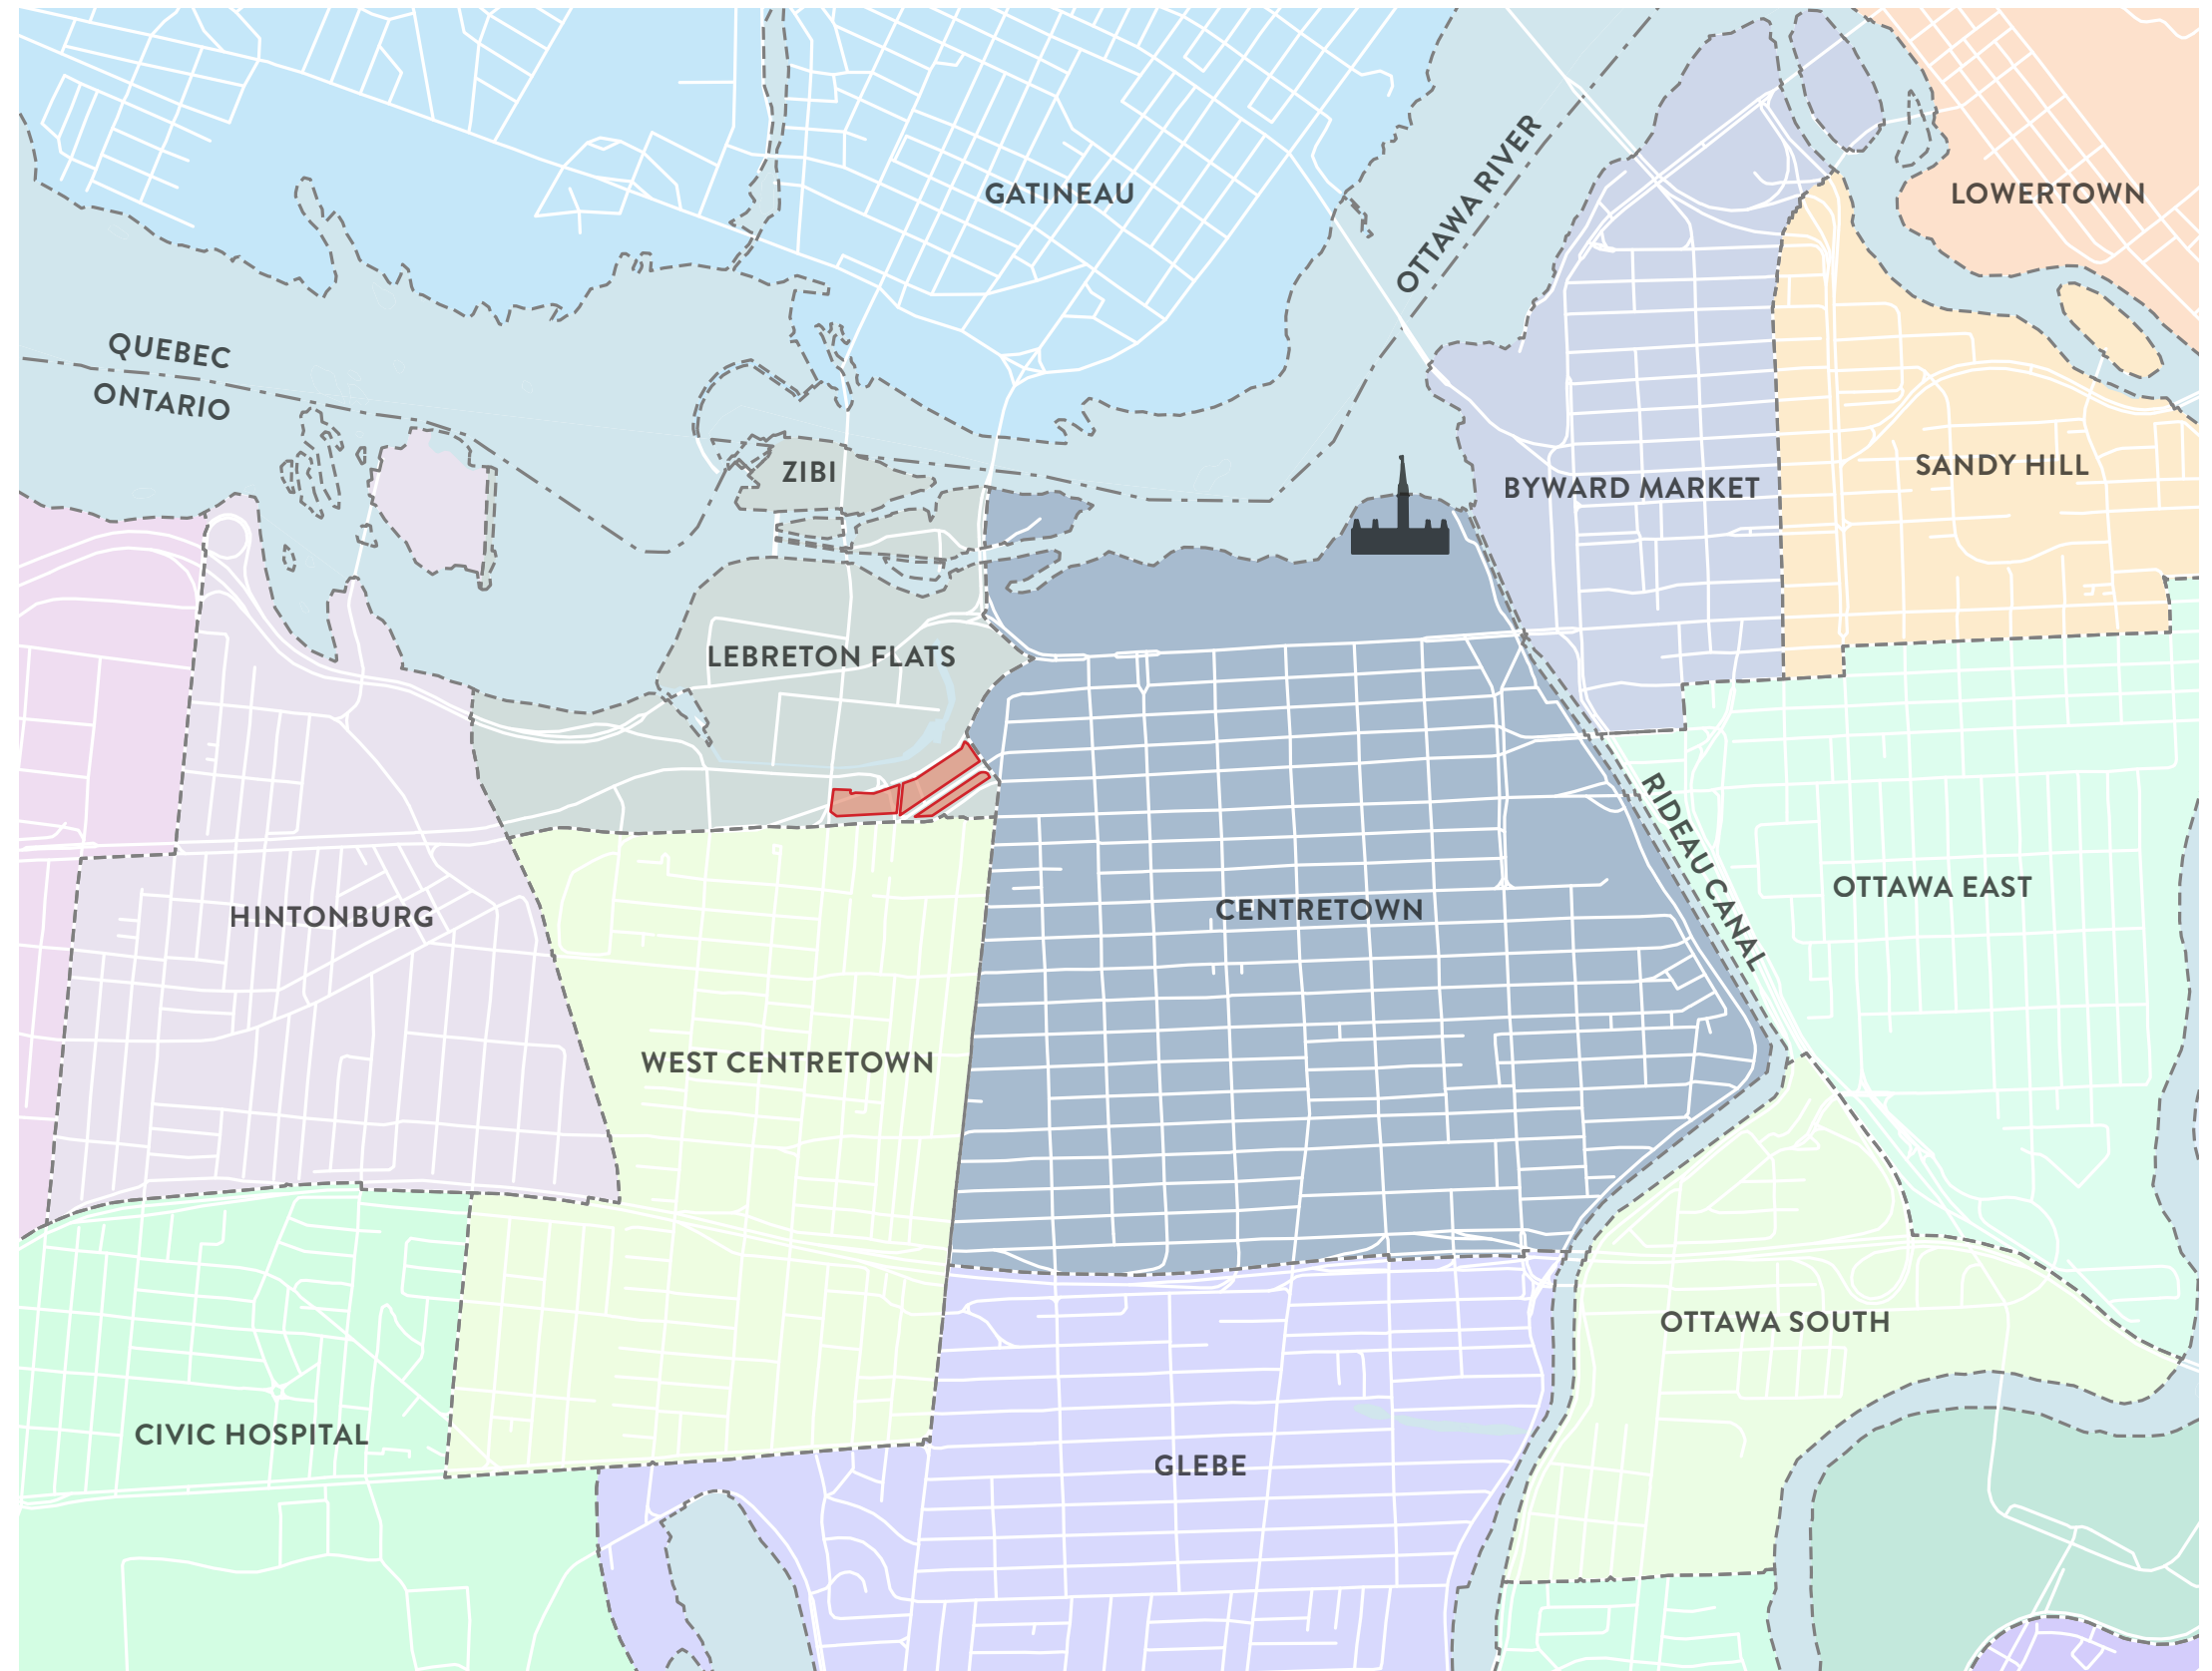 GATINEAU
OTTAWA RIVER
LOWERTOWN
QUEBEC
ONTARIO
ZIBI
BYWARD MARKET
SANDY HILL
LEBRETON FLATS
RIDEAU CANAL
HINTONBURG
CENTRETOWN
OTTAWA EAST
WEST CENTRETOWN
OTTAWA SOUTH
CIVIC HOSPITAL
GLEBE